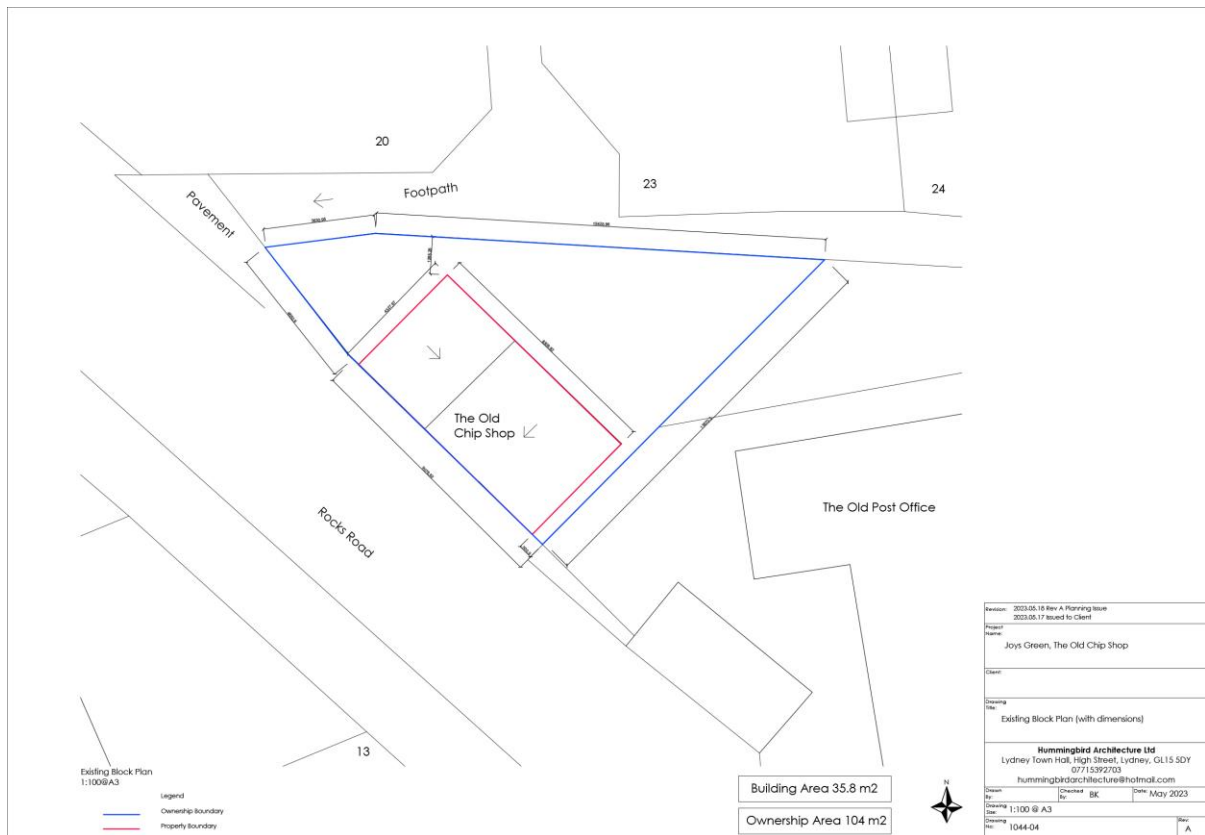 20
23
24
Footpath
Pavement
The Old
Chip Shop
Rocks Road
The Old Post Office
13
Existing Block Plan
1:100@A3
Legend
Ownership Boundary
Property Boundary
Building Area 35.8 m2
Ownership Area 104 m2
N
Revision: 2023.05.18 Rev A Planning Issue
2023.05.17 Issued to Client
Project
Name:
Joys Green, The Old Chip Shop
Client:
Drawing
Title:
Existing Block Plan (with dimensions)
Hummingbird Architecture Ltd
Lydney Town Hall, High Street, Lydney, GL15 5DY
07715392703
hummingbirdarchitecture@hotmail.com
Drawn
By:
Checked
By: BK
Date: May 2023
Drawing
Size: 1:100 @ A3
Drawing
No: 1044-04
Rev:
A